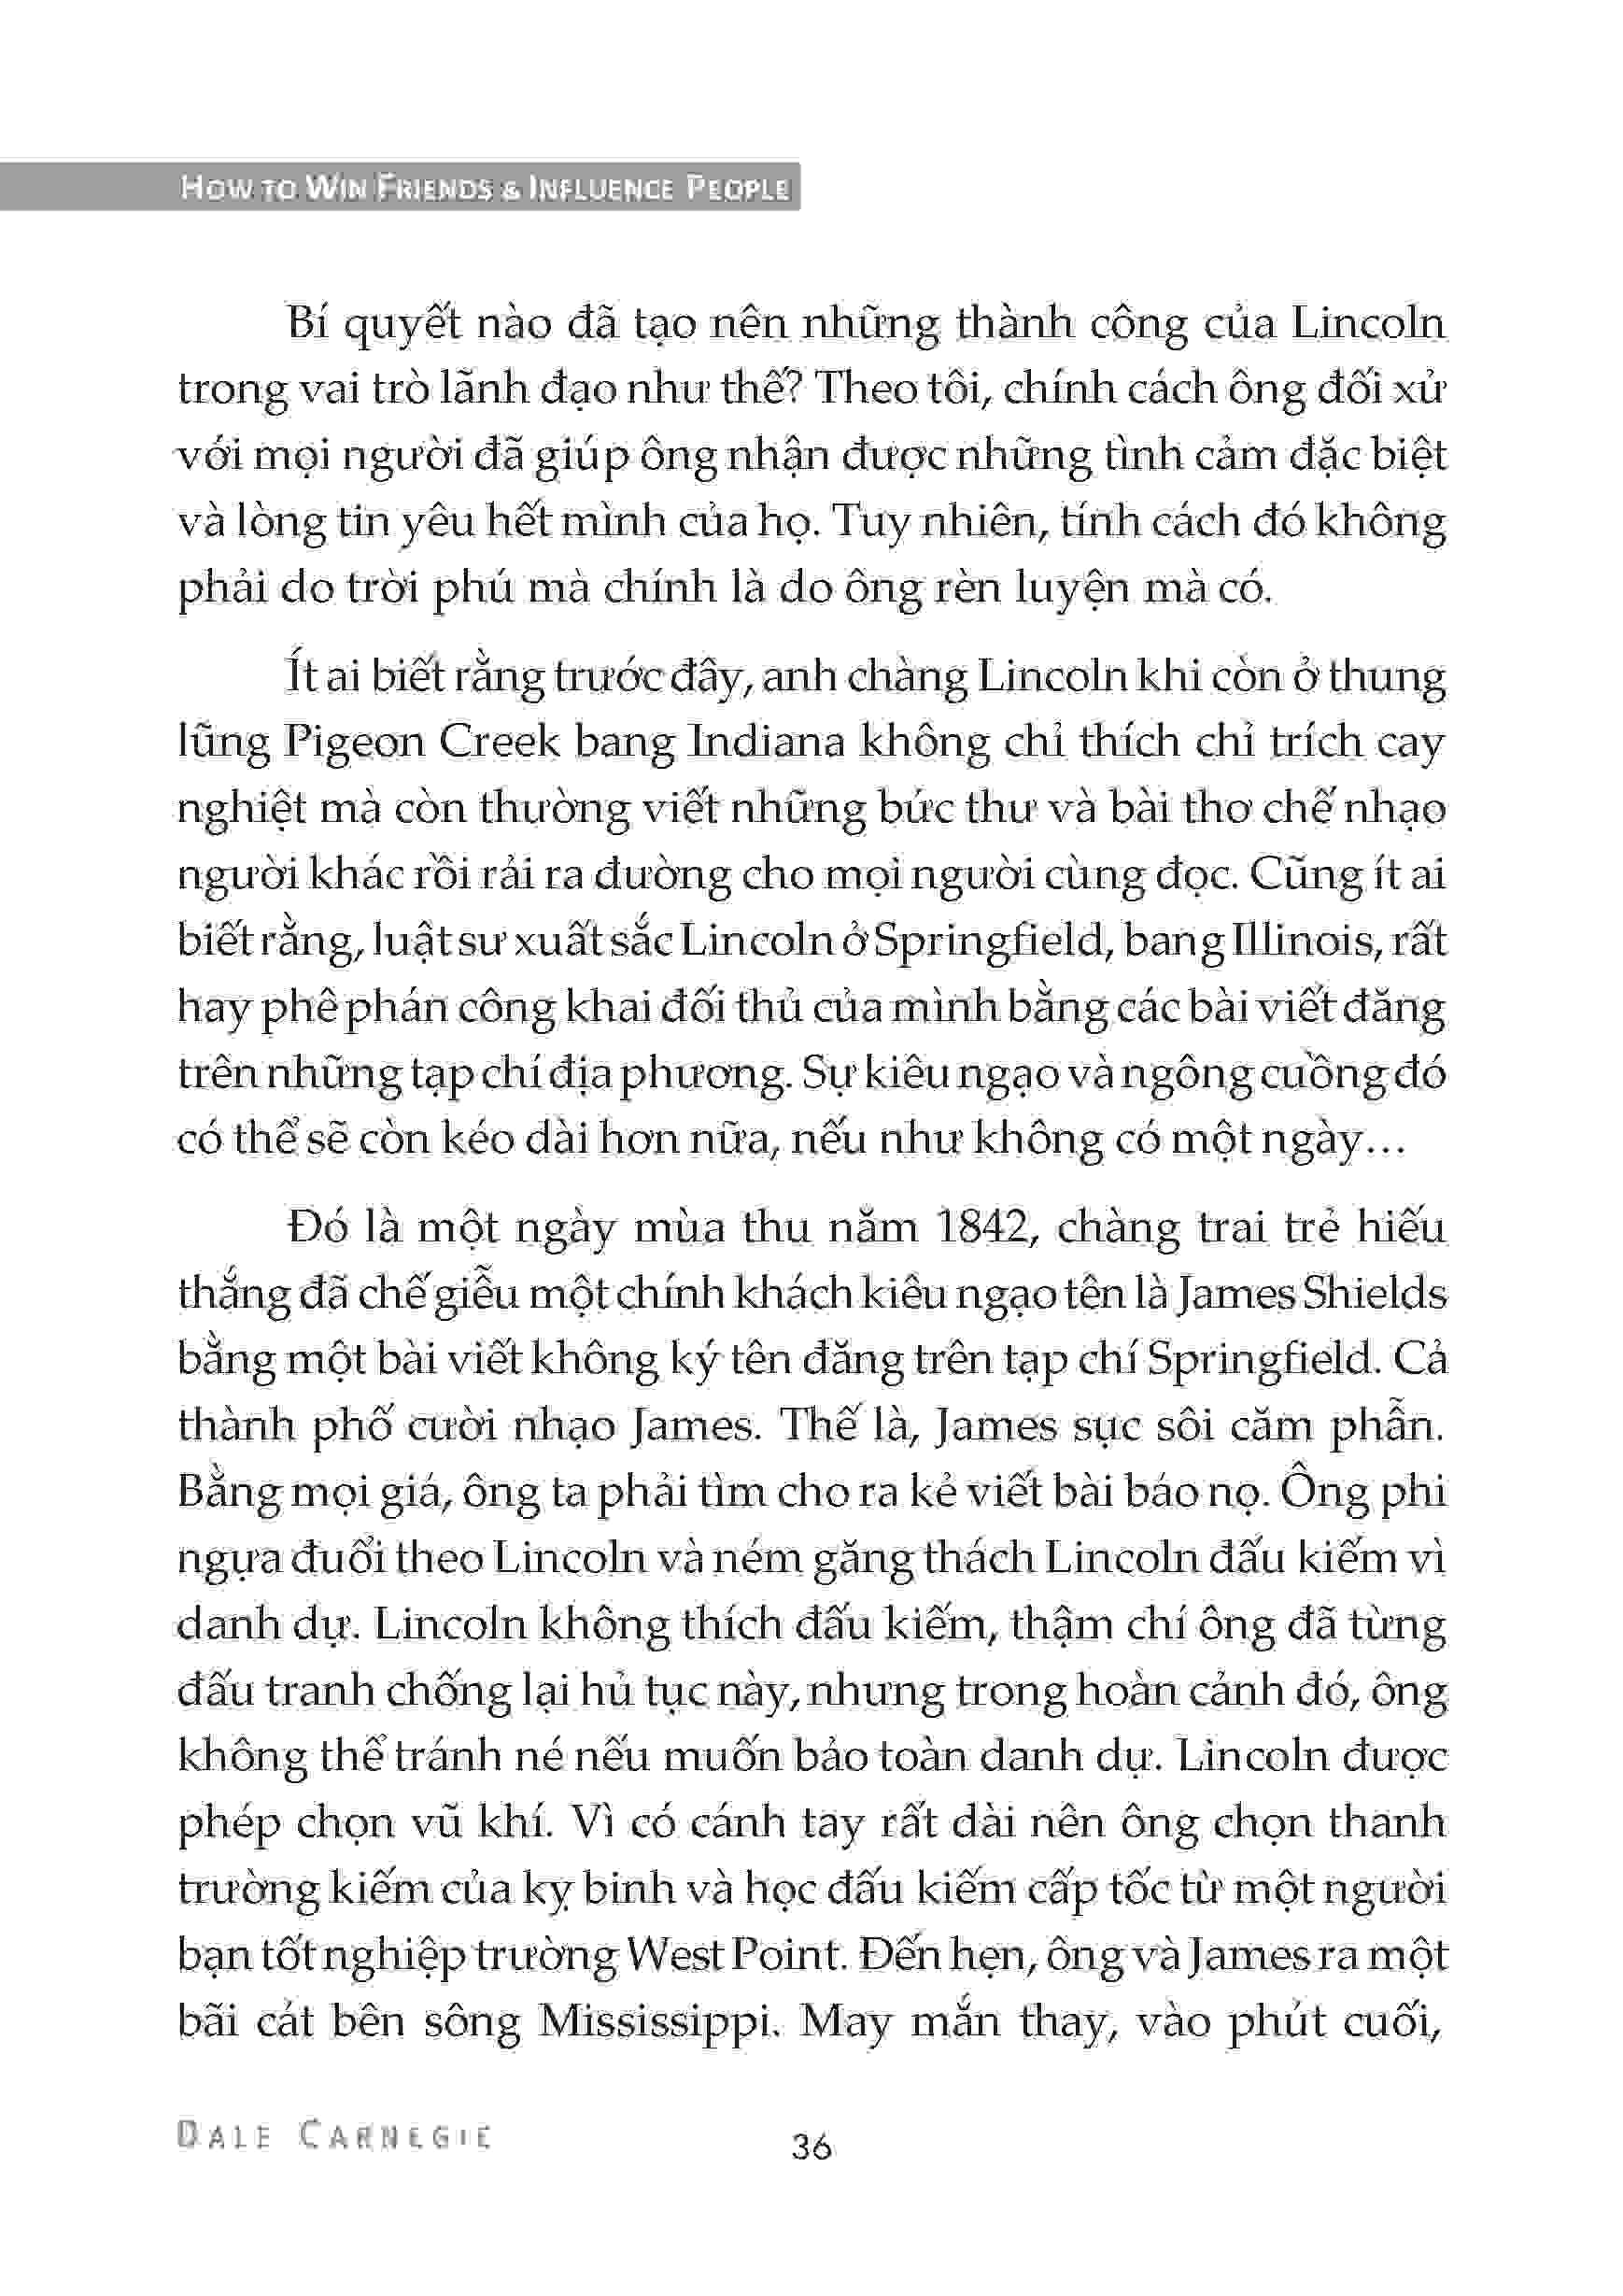 HOW TO WIN FRIENDS & INFLUENCE PEOPLE
Bí quyết nào đã tạo nên những thành công của Lincoln
trong vai trò lãnh đạo như thế? Theo tôi, chính cách ông đối xử
với mọi người đã giúp ông nhận được những tình cảm đặc biệt
và lòng tin yêu hết mình của họ. Tuy nhiên, tính cách đó không
phải do trời phú mà chính là do ông rèn luyện mà có.
Ít ai biết rằng trước đây, anh chàng Lincoln khi còn ở thung
lũng Pigeon Creek bang Indiana không chỉ thích chỉ trích cay
nghiệt mà còn thường viết những bức thư và bài thơ chế nhạo
người khác rồi rải ra đường cho mọi người cùng đọc. Cũng ít ai
biết rằng, luật sư xuất sắc Lincoln ở Springfield, bang Illinois, rất
hay phê phán công khai đối thủ của mình bằng các bài viết đăng
trên những tạp chí địa phương. Sự kiêu ngạo và ngông cuồng đó
có thể sẽ còn kéo dài hơn nữa, nếu như không có một ngày…
Đó là một ngày mùa thu năm 1842, chàng trai trẻ hiếu
thắng đã chế giễu một chính khách kiêu ngạo tên là James Shields
bằng một bài viết không ký tên đăng trên tạp chí Springfield. Cả
thành phố cười nhạo James. Thế là, James sục sôi căm phẫn.
Bằng mọi giá, ông ta phải tìm cho ra kẻ viết bài báo nọ. Ông phi
ngựa đuổi theo Lincoln và ném găng thách Lincoln đấu kiếm vì
danh dự. Lincoln không thích đấu kiếm, thậm chí ông đã từng
đấu tranh chống lại hủ tục này, nhưng trong hoàn cảnh đó, ông
không thể tránh né nếu muốn bảo toàn danh dự. Lincoln được
phép chọn vũ khí. Vì có cánh tay rất dài nên ông chọn thanh
trường kiếm của kỵ binh và học đấu kiếm cấp tốc từ một người
bạn tốt nghiệp trường West Point. Đến hẹn, ông và James ra một
bãi cát bên sông Mississippi. May mắn thay, vào phút cuối,
DALE CARNEGIE
36